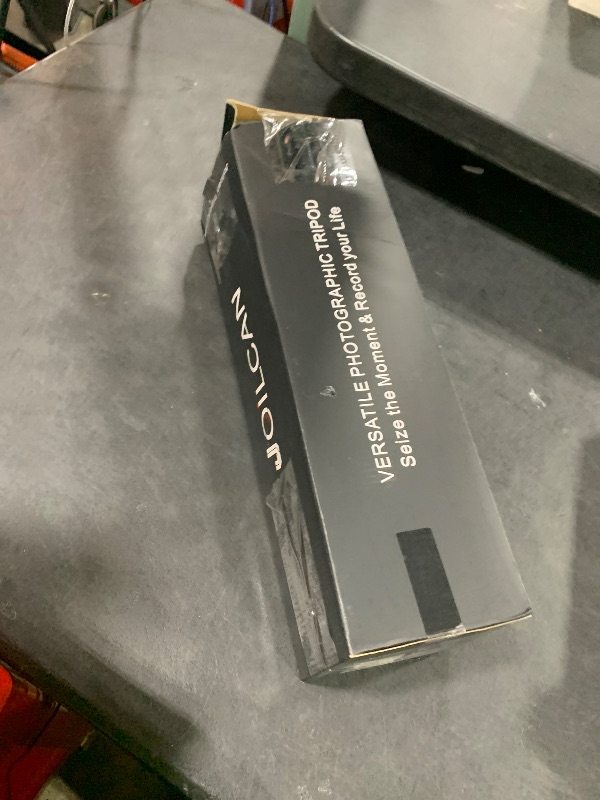 JOILCAN
VERSATILE PHOTOGRAPHIC TRIPOD
Seize the Moment & Record your Life